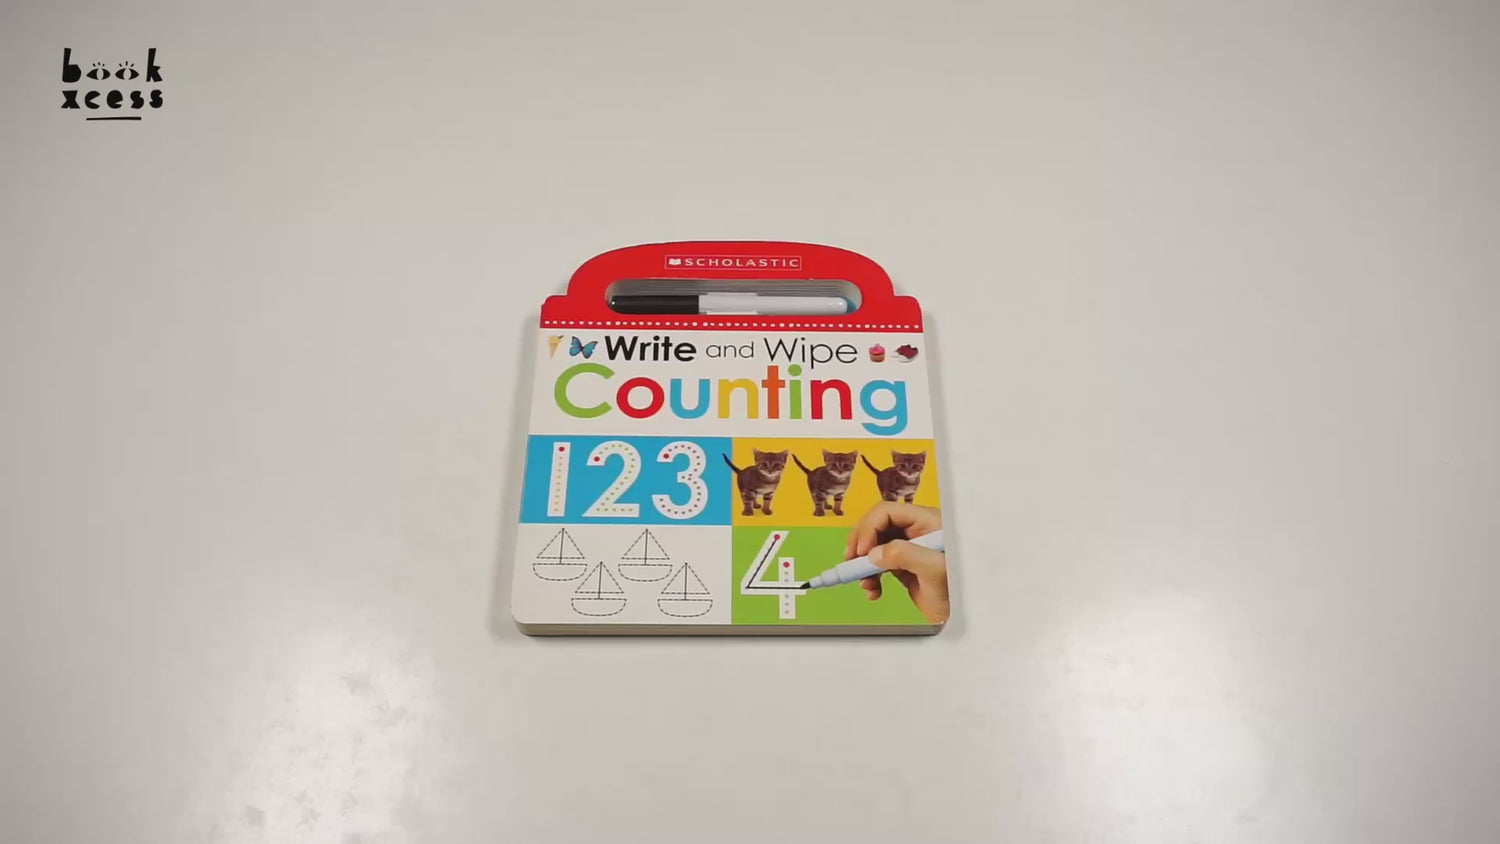 book
xcess
SCHOLASTIC
Write and Wipe
Counting
123
4